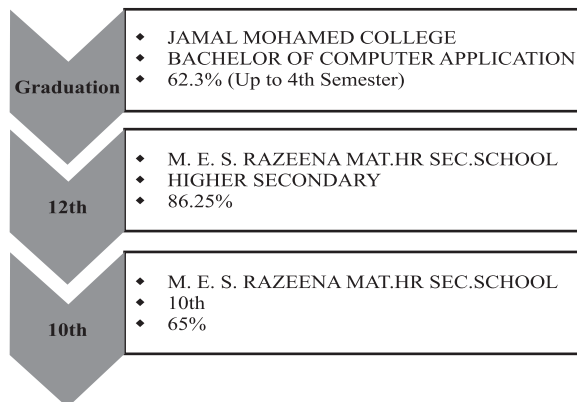 Graduation
JAMAL MOHAMED COLLEGE
BACHELOR OF COMPUTER APPLICATION
62.3% (Up to 4th Semester)
12th
M. E. S. RAZEENA MAT.HR SEC.SCHOOL
HIGHER SECONDARY
86.25%
10th
M. E. S. RAZEENA MAT.HR SEC.SCHOOL
10th
65%